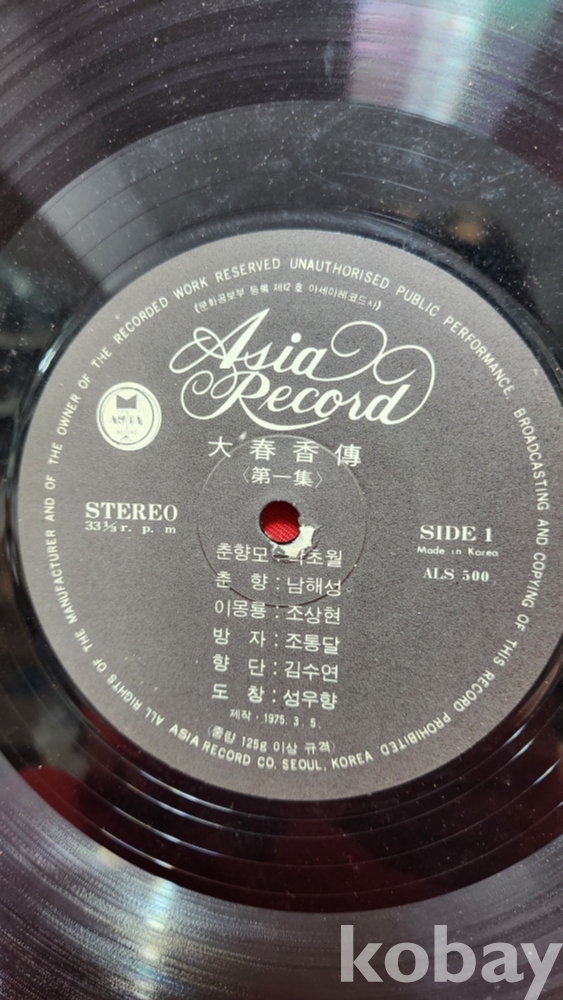 ALL RIGHTS OF THE MANUFACTURER AND OF THE OWNER OF THE RECORDED WORK RESERVED UNAUTHORISED PUBLIC PERFORMANCE, BROADCASTING AND COPYING OF THIS RECORD PROHIBITED
(문화공보부 등록 제12호 아세아레코드사)
Asia
Record
M
ASIA
大春香傳
〈第一集〉
STEREO
33⅓ r. p. m
SIDE 1
Made in Korea
ALS 500
춘향모 : 초월
춘 향 : 남해성
이몽룡 : 조상현
방 자 : 조통달
향 단 : 김수연
도 창 : 성우향
제작 · 1975. 3. 5.
(중량 125g 이상 규격)
ASIA RECORD CO. SEOUL, KOREA
kobay